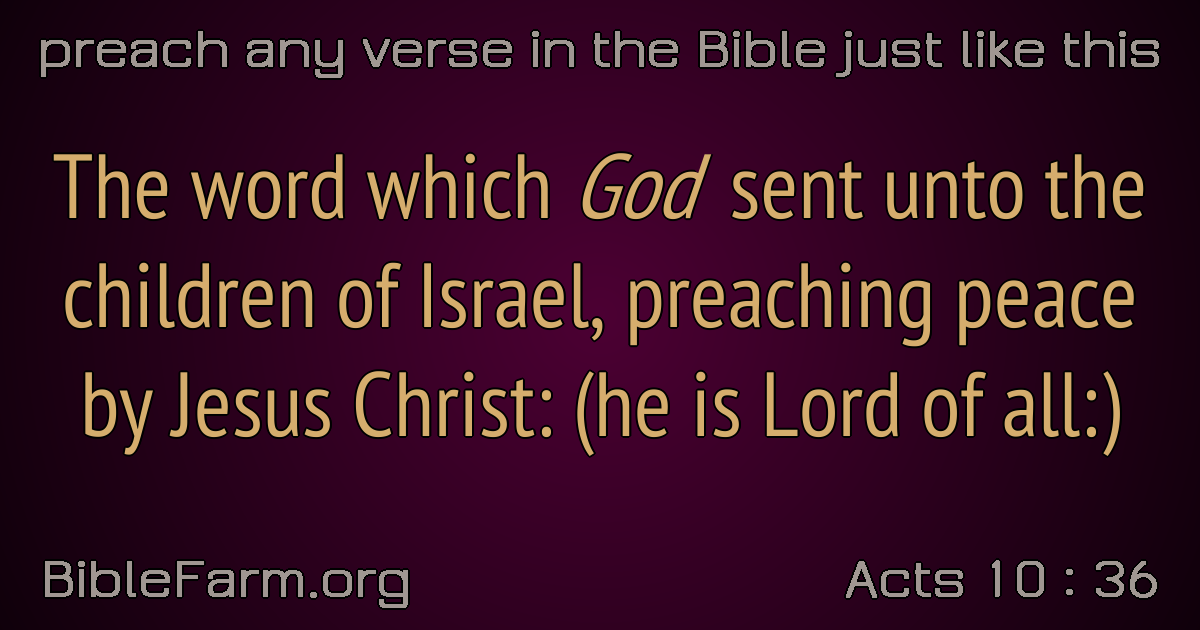 preach any verse in the Bible just like this
The word which God sent unto the
children of Israel, preaching peace
by Jesus Christ: (he is Lord of all:)
BibleFarm.org
Acts 10 : 36